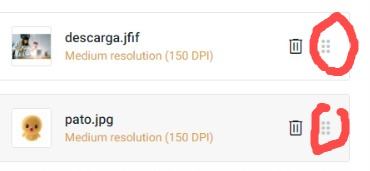 descarga.jfif
Medium resolution (150 DPI)
pato.jpg
Medium resolution (150 DPI)